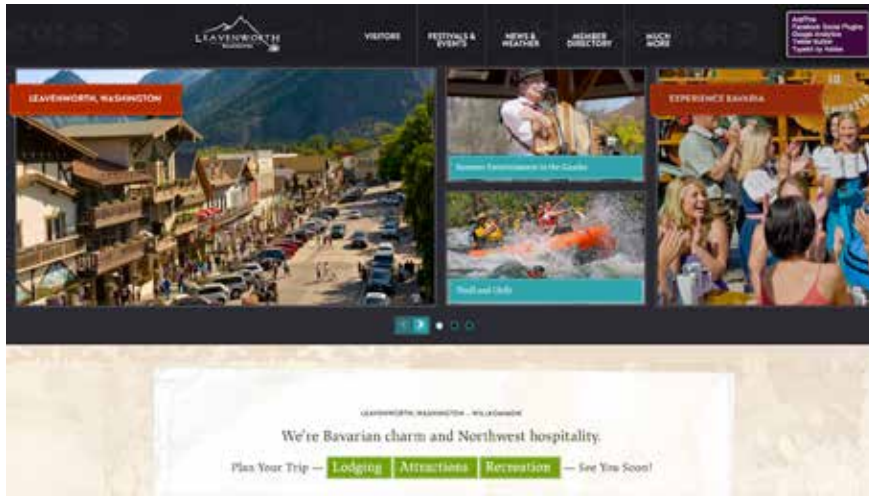 LEAVENWORTH
WASHINGTON
VISITORS
FESTIVALS &
EVENTS
NEWS &
WEATHER
MEMBER
DIRECTORY
MUCH
MORE
AddThis
Facebook Social Plugins
Google Analytics
Twitter Button
Typekit by Adobe
LEAVENWORTH, WASHINGTON
Summer Entertainment in the Gazebo
Thrill and Chills
EXPERIENCE BAVARIA
LEAVENWORTH, WASHINGTON – WILLKOMMEN
We're Bavarian charm and Northwest hospitality.
Plan Your Trip — Lodging Attractions Recreation — See You Soon!